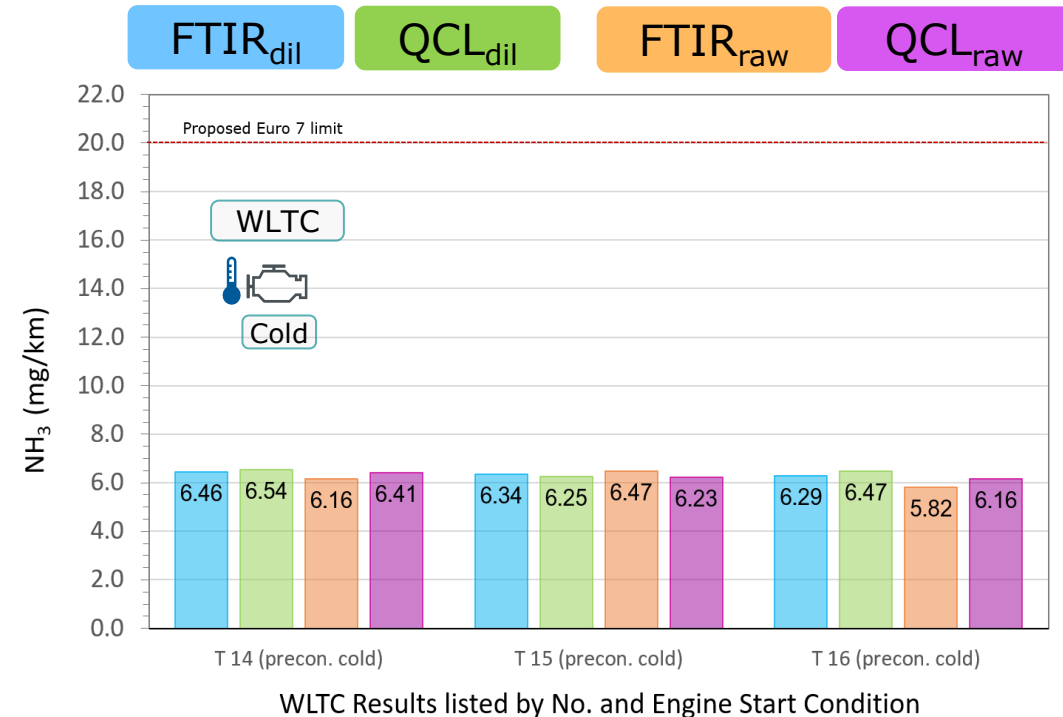 FTIRdil QCLdil FTIRraw QCLraw
22.0
Proposed Euro 7 limit
20.0
18.0
WLTC
16.0
14.0
Cold
12.0
10.0
8.0
6.0
4.0
2.0
0.0
NH3 (mg/km)
6.46 6.54 6.16 6.41 6.34 6.25 6.47 6.23 6.29 6.47 5.82 6.16
T 14 (precon. cold) T 15 (precon. cold) T 16 (precon. cold)
WLTC Results listed by No. and Engine Start Condition